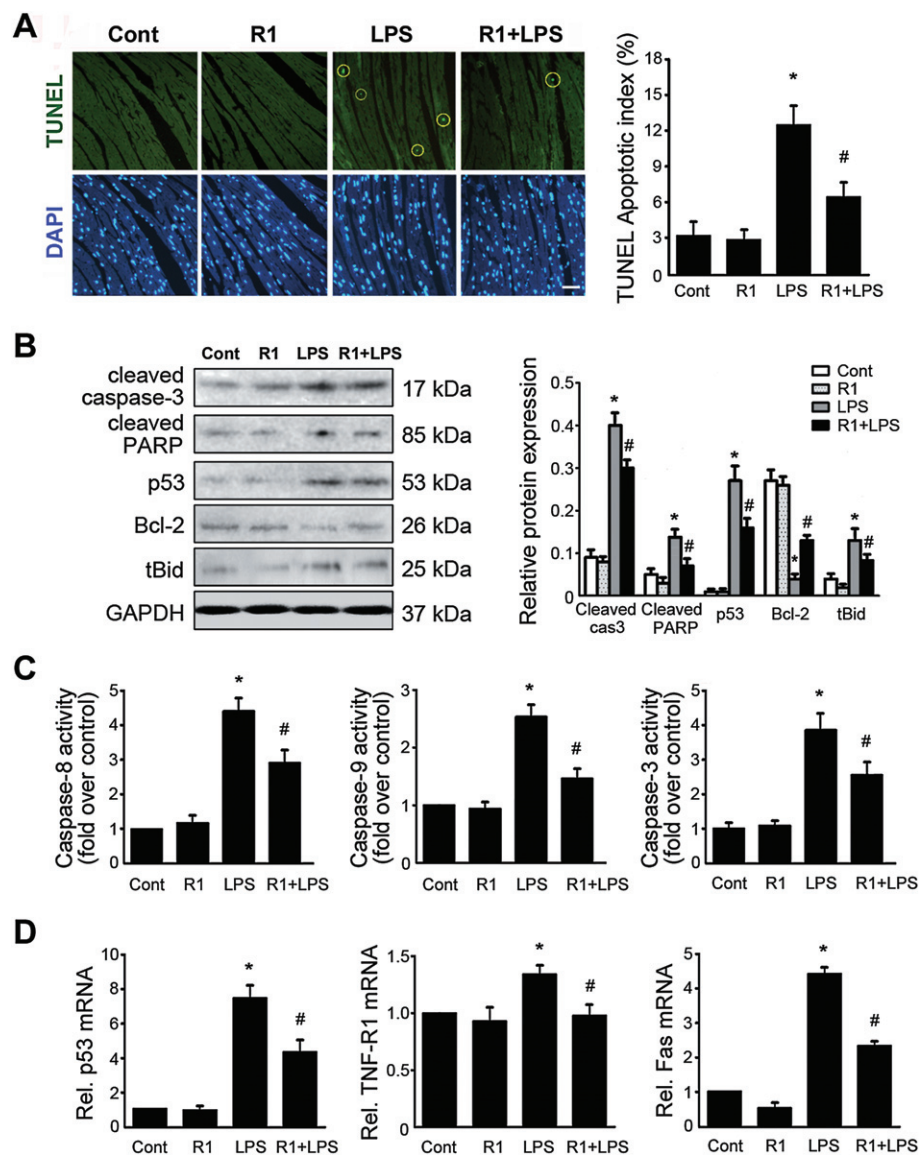 A
Cont R1 LPS R1+LPS
TUNEL
DAPI
TUNEL Apoptotic index (%)
18
15
12
9
6
3
0
*
#
Cont R1 LPS R1+LPS
B
Cont R1 LPS R1+LPS
cleaved
caspase-3 17 kDa
cleaved
PARP 85 kDa
p53 53 kDa
Bcl-2 26 kDa
tBid 25 kDa
GAPDH 37 kDa
Relative protein expression
0.5
0.4
0.3
0.1
0
Cont
R1
LPS
R1+LPS
* # * # * # * # * #
Cleaved
cas3
Cleaved
PARP
p53 Bcl-2 tBid
C
Caspase-8 activity
(fold over control)
5
4
3
2
1
0
*
#
Cont R1 LPS R1+LPS
Caspase-9 activity
(fold over control)
3
2
1
0
*
#
Cont R1 LPS R1+LPS
Caspase-3 activity
(fold over control)
5
4
3
2
1
0
*
#
Cont R1 LPS R1+LPS
D
Rel. p53 mRNA
10
8
6
4
2
0
*
#
Cont R1 LPS R1+LPS
Rel. TNF-R1 mRNA
1.5
1.0
0.5
0.0
*
#
Cont R1 LPS R1+LPS
Rel. Fas mRNA
5
4
3
2
1
0
*
#
Cont R1 LPS R1+LPS